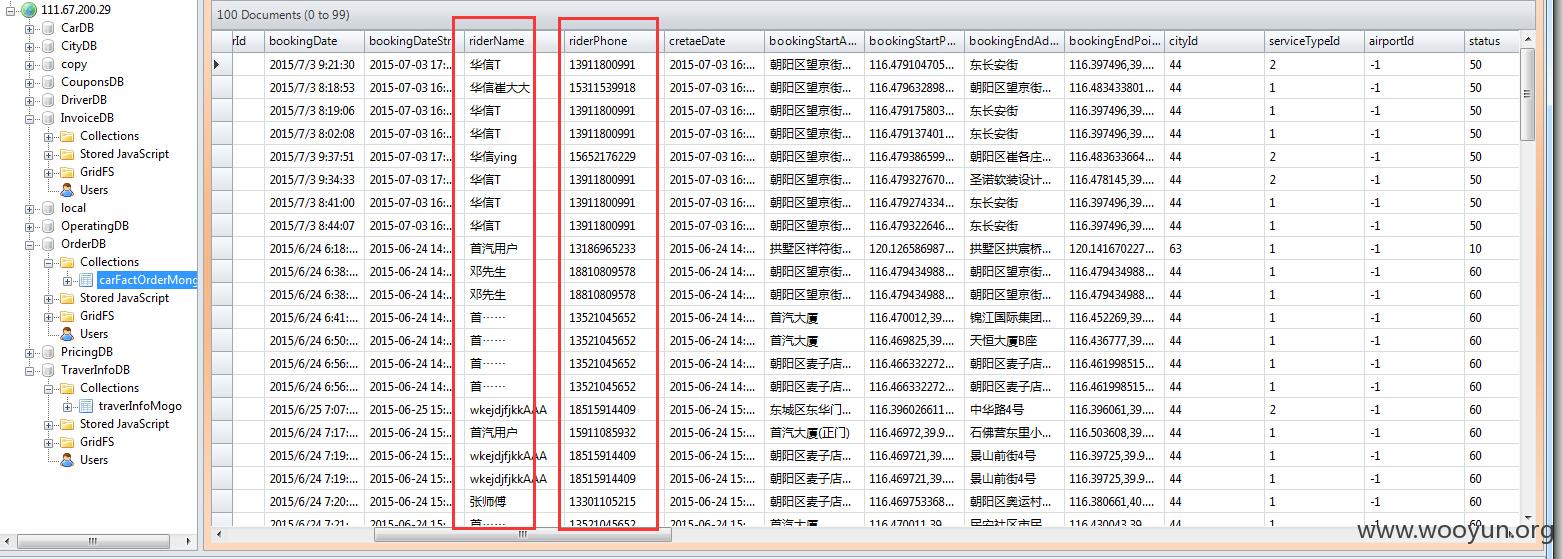 111.67.200.29
CarDB
CityDB
copy
CouponsDB
DriverDB
InvoiceDB
Collections
Stored JavaScript
GridFS
Users
local
OperatingDB
OrderDB
Collections
carFactOrderMong
Stored JavaScript
GridFS
Users
PricingDB
TraverInfoDB
Collections
traverInfoMogo
Stored JavaScript
GridFS
Users
100 Documents (0 to 99)
rId bookingDate bookingDateStr riderName riderPhone cretaeDate bookingStartA... bookingStartP... bookingEndAd... bookingEndPoi... cityId serviceTypeId airportId status
2015/7/3 9:21:30 2015-07-03 17:... 华信T 13911800991 2015-07-03 16:... 朝阳区望京街... 116.479104705... 东长安街 116.397496,39.... 44 2 -1 50
2015/7/3 8:18:53 2015-07-03 17:... 华信崔大大 15311539918 2015-07-03 16:... 朝阳区望京街... 116.479632898... 朝阳区望京街... 116.483433801... 44 1 -1 50
2015/7/3 8:19:06 2015-07-03 17:... 华信T 13911800991 2015-07-03 16:... 朝阳区望京街... 116.479175803... 东长安街 116.397496,39.... 44 1 -1 50
2015/7/3 8:02:08 2015-07-03 17:... 华信T 13911800991 2015-07-03 16:... 朝阳区望京街... 116.479137401... 东长安街 116.397496,39.... 44 1 -1 50
2015/7/3 9:37:51 2015-07-03 17:... 华信ying 15652176229 2015-07-03 16:... 朝阳区望京街... 116.479386599... 朝阳区崔各庄... 116.483633664... 44 2 -1 50
2015/7/3 9:34:33 2015-07-03 17:... 华信T 13911800991 2015-07-03 16:... 朝阳区望京街... 116.479327670... 圣诺软装设计... 116.478145,39.... 44 2 -1 50
2015/7/3 8:41:00 2015-07-03 17:... 华信T 13911800991 2015-07-03 16:... 朝阳区望京街... 116.479274334... 东长安街 116.397496,39.... 44 1 -1 50
2015/7/3 8:44:07 2015-07-03 17:... 华信T 13911800991 2015-07-03 16:... 朝阳区望京街... 116.479322646... 东长安街 116.397496,39.... 44 1 -1 50
2015/6/24 6:18:... 2015-06-24 14:... 首汽用户 13186965233 2015-06-24 14:... 拱墅区祥符街... 120.126586987... 拱墅区拱宸桥... 120.141670227... 63 1 -1 10
2015/6/24 6:38:... 2015-06-24 14:... 邓先生 18810809578 2015-06-24 14:... 朝阳区望京街... 116.479434988... 朝阳区望京街... 116.479434988... 44 1 -1 60
2015/6/24 6:38:... 2015-06-24 14:... 邓先生 18810809578 2015-06-24 14:... 朝阳区望京街... 116.479434988... 朝阳区望京街... 116.479434988... 44 1 -1 60
2015/6/24 6:41:... 2015-06-24 14:... 首…… 13521045652 2015-06-24 14:... 首汽大厦 116.470012,39.... 锦江国际集团... 116.452269,39.... 44 1 -1 60
2015/6/24 6:50:... 2015-06-24 14:... 首…… 13521045652 2015-06-24 14:... 首汽大厦 116.469825,39.... 天恒大厦B座 116.436777,39.... 44 1 -1 60
2015/6/24 6:56:... 2015-06-24 14:... 首…… 13521045652 2015-06-24 14:... 朝阳区麦子店... 116.466332272... 朝阳区麦子店... 116.461998515... 44 1 -1 60
2015/6/24 6:56:... 2015-06-24 14:... 首…… 13521045652 2015-06-24 14:... 朝阳区麦子店... 116.466332272... 朝阳区麦子店... 116.461998515... 44 1 -1 60
2015/6/25 7:07:... 2015-06-25 15:... wkejdjfjkkAAA 18515914409 2015-06-24 15:... 东城区东华门... 116.396026611... 中华路4号 116.396061,39.... 44 2 -1 60
2015/6/24 7:17:... 2015-06-24 15:... 首汽用户 15911085932 2015-06-24 15:... 首汽大厦(正门) 116.46972,39.9... 石佛营东里小... 116.503608,39.... 44 1 -1 60
2015/6/24 7:19:... 2015-06-24 15:... wkejdjfjkkAAA 18515914409 2015-06-24 15:... 朝阳区麦子店... 116.469721,39.... 景山前街4号 116.39725,39.9... 44 1 -1 60
2015/6/24 7:19:... 2015-06-24 15:... wkejdjfjkkAAA 18515914409 2015-06-24 15:... 朝阳区麦子店... 116.469721,39.... 景山前街4号 116.39725,39.9... 44 1 -1 60
2015/6/24 7:20:... 2015-06-24 15:... 张师傅 13301105215 2015-06-24 15:... 朝阳区麦子店... 116.469753368... 朝阳区奥运村... 116.380661,40.... 44 1 -1 60
2015/6/24 7:21:... 2015-06-24 15:... 首…… 13521045652 2015-06-24 15:... 首汽大厦 116.470011,39.... 民安社区市民... 116.430043,39.... 44 1 -1 60
www.wooyun.org